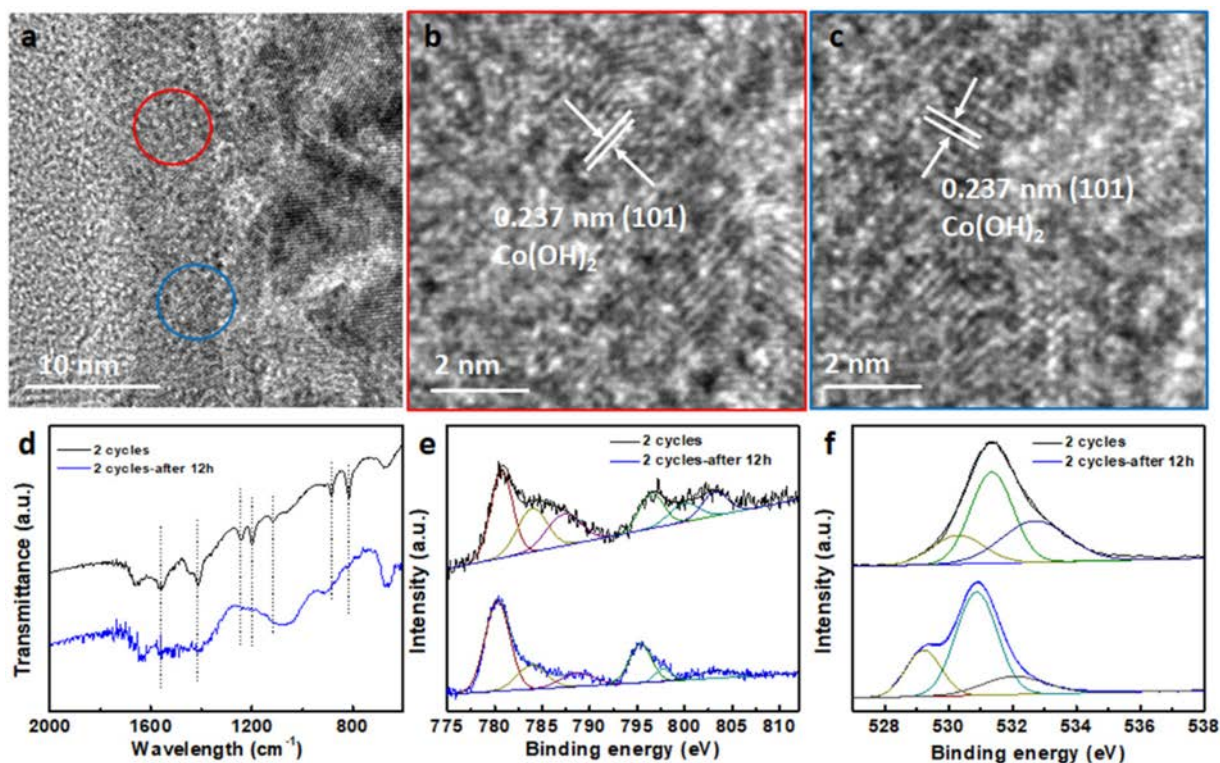 a
10 nm
b
0.237 nm (101)
Co(OH)₂
2 nm
c
0.237 nm (101)
Co(OH)₂
2 nm
d
2 cycles
2 cycles-after 12h
Transmittance (a.u.)
2000 1600 1200 800
Wavelength (cm⁻¹)
e
2 cycles
2 cycles-after 12h
Intensity (a.u.)
775 780 785 790 795 800 805 810
Binding energy (eV)
f
2 cycles
2 cycles-after 12h
Intensity (a.u.)
528 530 532 534 536 538
Binding energy (eV)